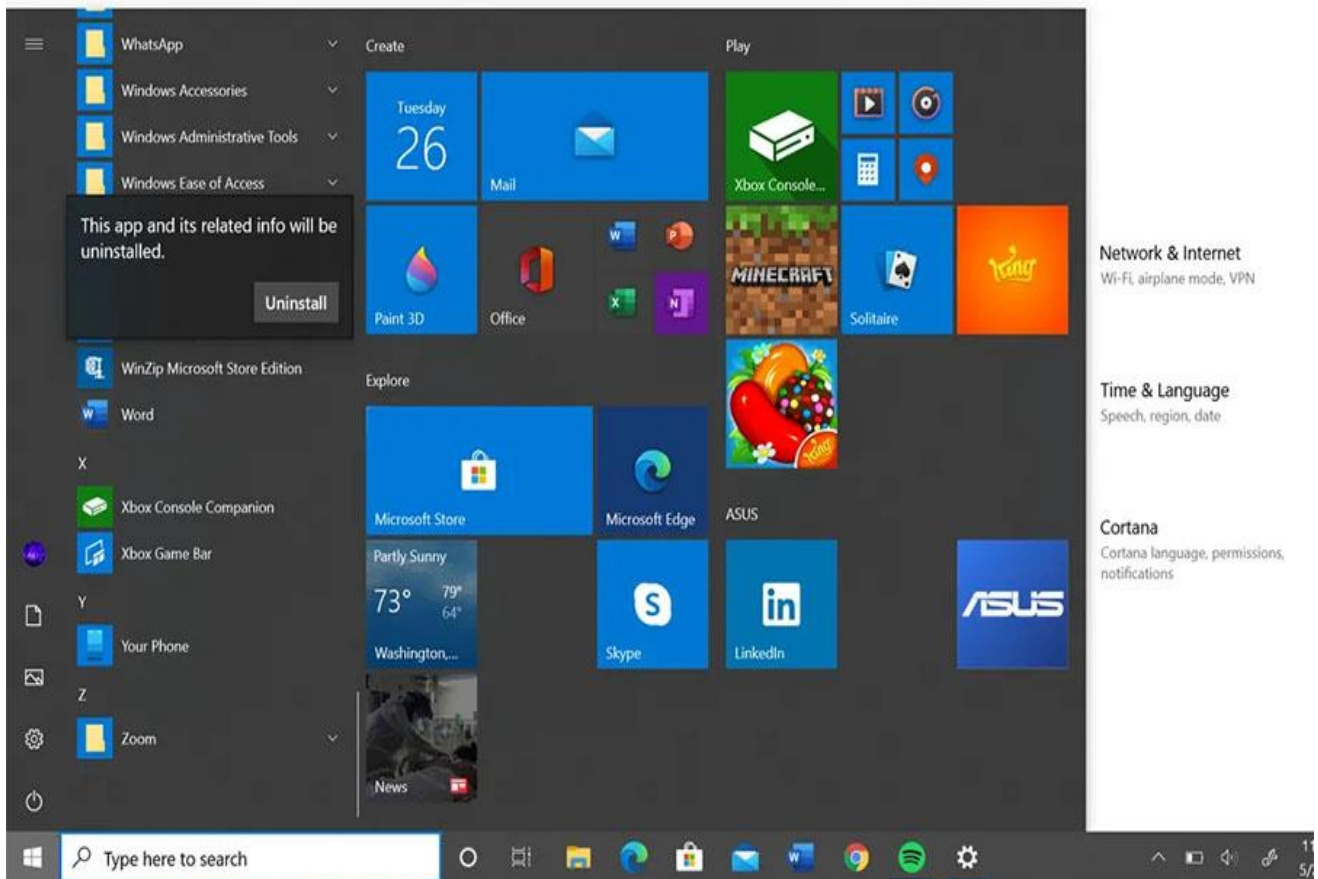 WhatsApp
Windows Accessories
Windows Administrative Tools
Windows Ease of Access
This app and its related info will be
uninstalled.
Uninstall
WinZip Microsoft Store Edition
Word
X
Xbox Console Companion
Xbox Game Bar
Y
Your Phone
Z
Zoom
Create
Tuesday
26
Mail
Paint 3D
Office
Explore
Microsoft Store
Microsoft Edge
Partly Sunny
73° 79°
64°
Washington,...
Skype
News
Play
Xbox Console...
MINECRAFT
Solitaire
King
King
ASUS
LinkedIn
ASUS
Network & Internet
Wi-Fi, airplane mode, VPN
Time & Language
Speech, region, date
Cortana
Cortana language, permissions,
notifications
Type here to search